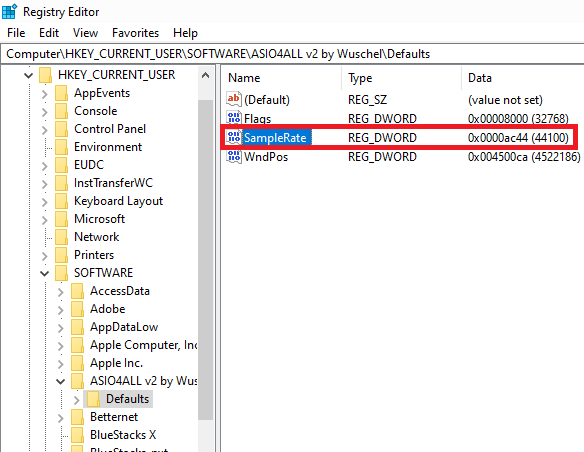 Registry Editor
File Edit View Favorites Help
Computer\HKEY_CURRENT_USER\SOFTWARE\ASIO4ALL v2 by Wuschel\Defaults
HKEY_CURRENT_USER
AppEvents
Console
Control Panel
Environment
EUDC
InstTransferWC
Keyboard Layout
Microsoft
Network
Printers
SOFTWARE
AccessData
Adobe
AppDataLow
Apple Computer, Inc
Apple Inc.
ASIO4ALL v2 by Wus
Defaults
Betternet
BlueStacks X
Name Type Data
ab (Default) REG_SZ (value not set)
Flags REG_DWORD 0x00008000 (32768)
SampleRate REG_DWORD 0x0000ac44 (44100)
WndPos REG_DWORD 0x004500ca (4522186)